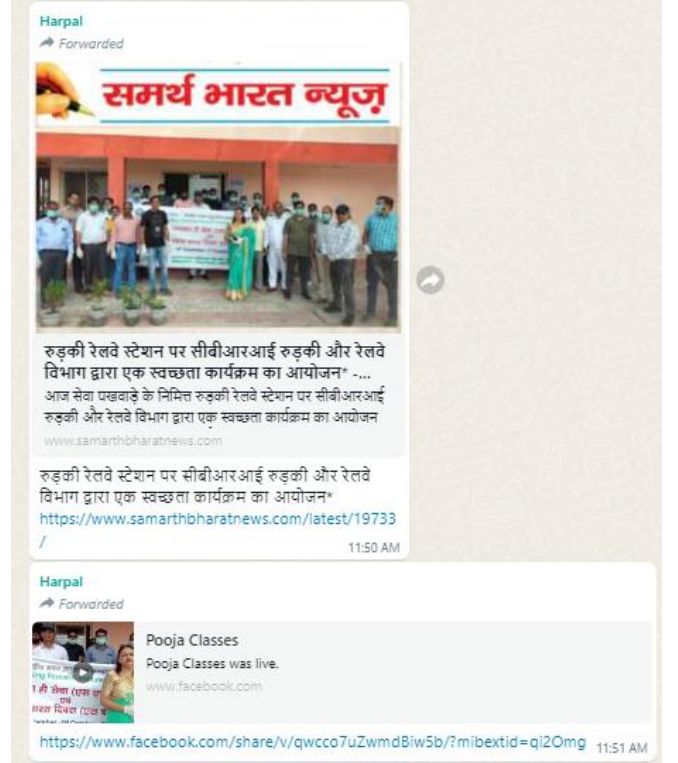 Harpal
Forwarded
समर्थ भारत न्यूज़
रुड़की रेलवे स्टेशन पर सीबीआरआई रुड़की और रेलवे
विभाग द्वारा एक स्वच्छता कार्यक्रम का आयोजन* -...
आज सेवा पखवाड़े के निमित्त रुड़की रेलवे स्टेशन पर सीबीआरआई
रुड़की और रेलवे विभाग द्वारा एक स्वच्छता कार्यक्रम का आयोजन
www.samarthbharatnews.com
रुड़की रेलवे स्टेशन पर सीबीआरआई रुड़की और रेलवे
विभाग द्वारा एक स्वच्छता कार्यक्रम का आयोजन*
https://www.samarthbharatnews.com/latest/19733
/
11:50 AM
Harpal
Forwarded
Pooja Classes
Pooja Classes was live.
www.facebook.com
ही सेवा (एस
एवं
https://www.facebook.com/share/v/qwcco7uZwmdBiw5b/?mibextid=qi2Omg
11:51 AM